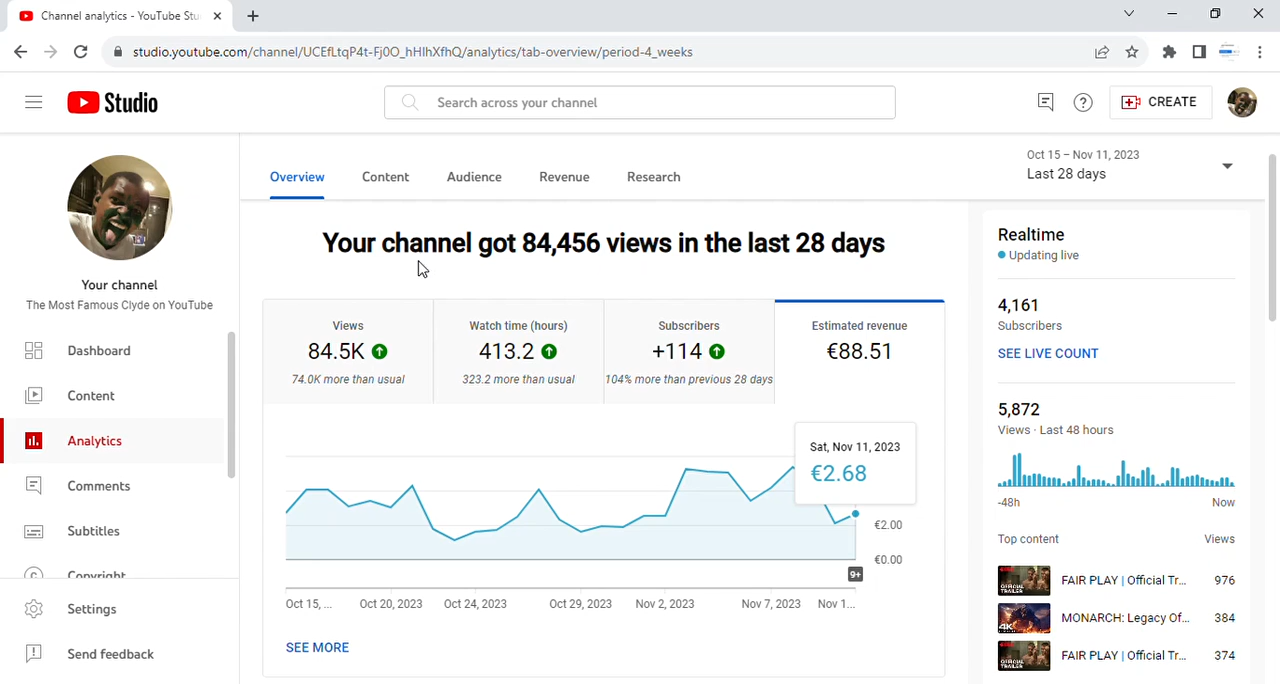 Channel analytics - YouTube Stu
studio.youtube.com/channel/UCEfLtqP4t-Fj0O_hHIhXfhQ/analytics/tab-overview/period-4_weeks
Studio
Search across your channel
CREATE
Your channel
The Most Famous Clyde on YouTube
Dashboard
Content
Analytics
Comments
Subtitles
Copyright
Settings
Send feedback
Overview
Content
Audience
Revenue
Research
Oct 15 – Nov 11, 2023
Last 28 days
Your channel got 84,456 views in the last 28 days
Views
84.5K
74.0K more than usual
Watch time (hours)
413.2
323.2 more than usual
Subscribers
+114
104% more than previous 28 days
Estimated revenue
€88.51
Sat, Nov 11, 2023
€2.68
€2.00
€0.00
9+
Oct 15, ...
Oct 20, 2023
Oct 24, 2023
Oct 29, 2023
Nov 2, 2023
Nov 7, 2023
Nov 1...
SEE MORE
Realtime
Updating live
4,161
Subscribers
SEE LIVE COUNT
5,872
Views · Last 48 hours
-48h
Now
Top content
Views
FAIR PLAY | Official Tr...
976
MONARCH: Legacy Of...
384
FAIR PLAY | Official Tr...
374